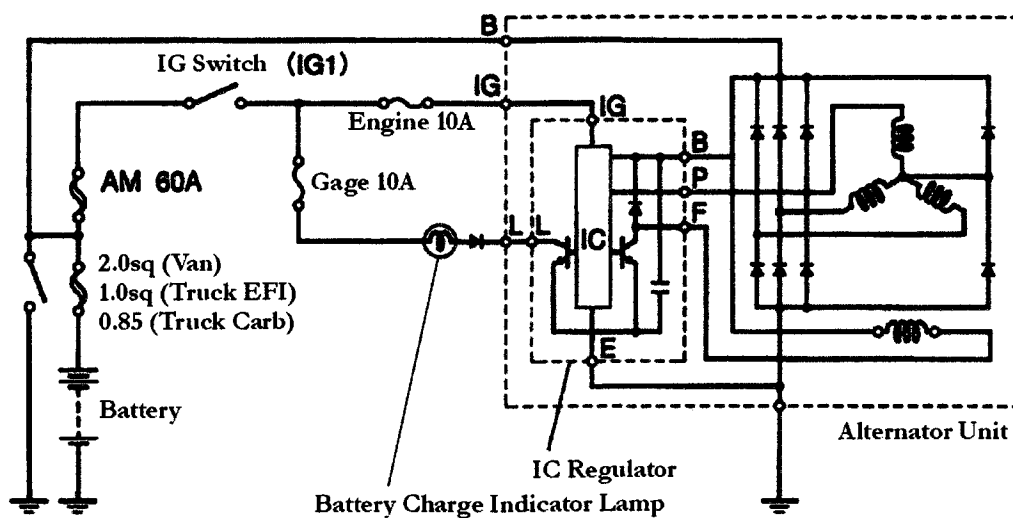 B
IG Switch (IG1)
IG
IG
Engine 10A
B
AM 60A
Gage 10A
P
F
L
L
IC
2.0sq (Van)
1.0sq (Truck EFI)
0.85 (Truck Carb)
E
Battery
Alternator Unit
IC Regulator
Battery Charge Indicator Lamp